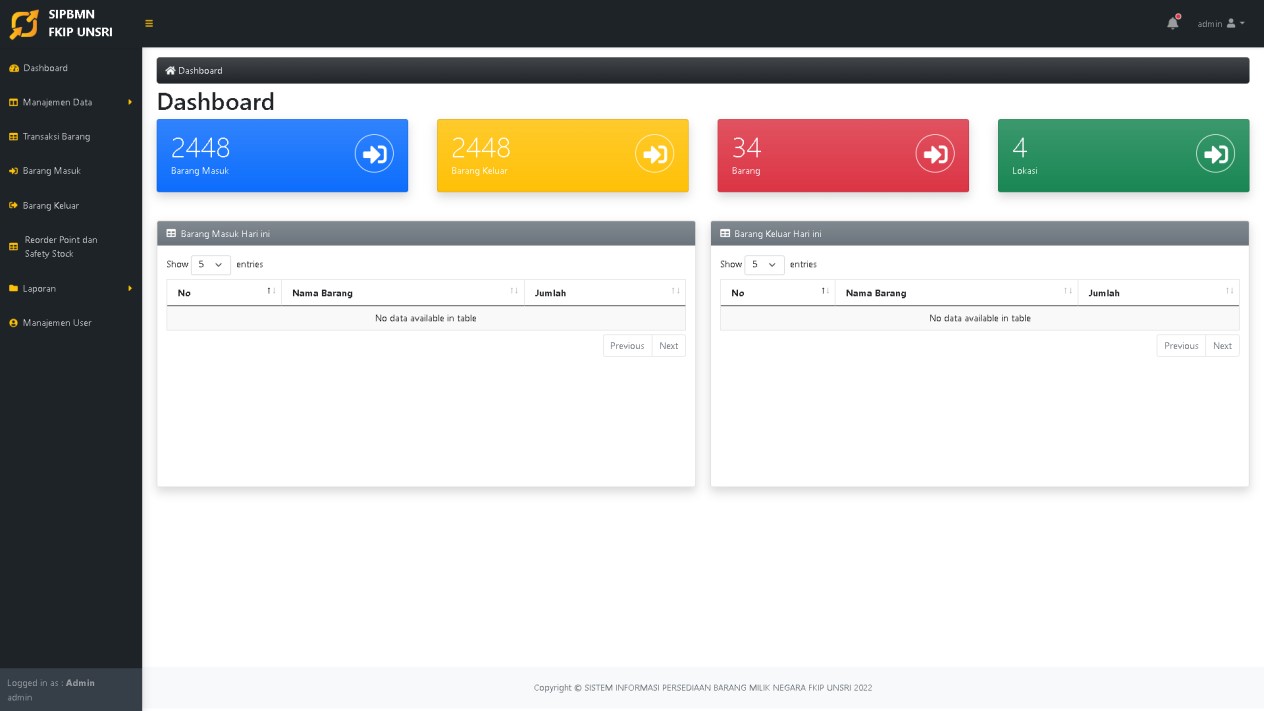 SIPBMN
FKIP UNSRI
admin
Dashboard
Manajemen Data
Transaksi Barang
Barang Masuk
Barang Keluar
Reorder Point dan
Safety Stock
Laporan
Manajemen User
Logged in as : Admin
admin
Dashboard
Dashboard
2448
Barang Masuk
2448
Barang Keluar
34
Barang
4
Lokasi
Barang Masuk Hari ini
Show 5 entries
No Nama Barang Jumlah
No data available in table
Previous Next
Barang Keluar Hari ini
Show 5 entries
No Nama Barang Jumlah
No data available in table
Previous Next
Copyright © SISTEM INFORMASI PERSEDIAAN BARANG MILIK NEGARA FKIP UNSRI 2022